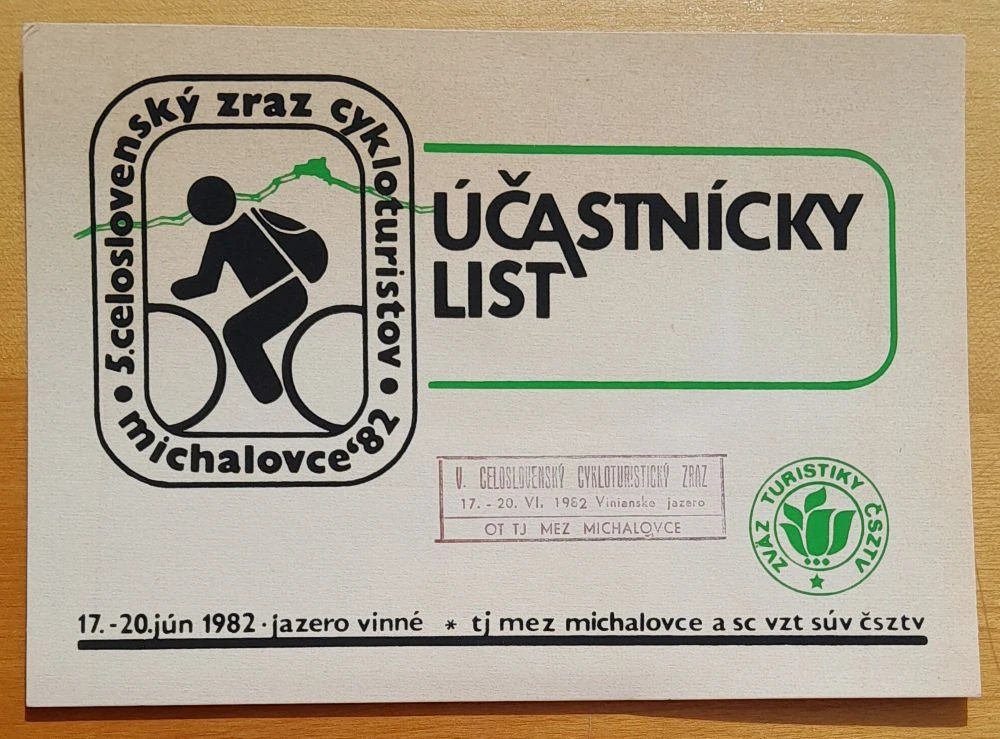 5. celoslovenský zraz cykloturistov
• michalovce'82 •
ÚČASTNÍCKY
LIST
V. CELOSLOVENSKÝ CYKLOTURISTICKÝ ZRAZ
17. - 20. VI. 1982 Vinianske jazero
OT TJ MEZ MICHALOVCE
ZVÄZ TURISTIKY ČSZTV
17.-20.jún 1982·jazero vinné * tj mez michalovce a sc vzt súv čsztv